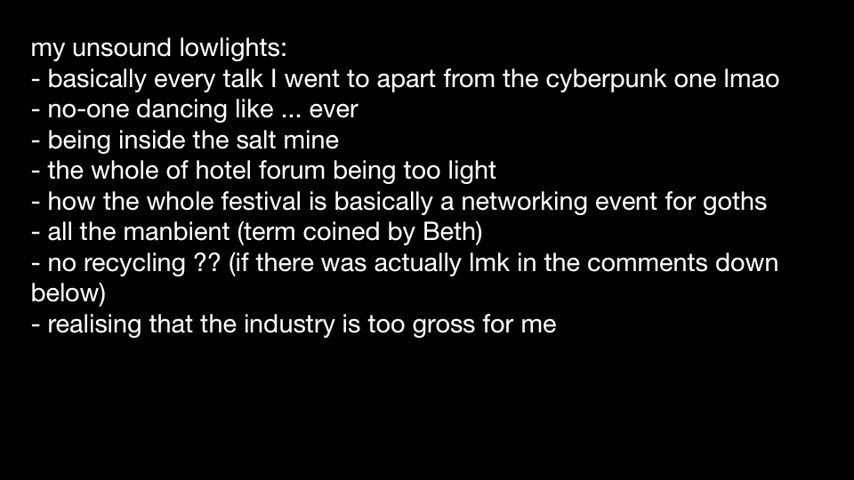 my unsound lowlights:
- basically every talk I went to apart from the cyberpunk one lmao
- no-one dancing like ... ever
- being inside the salt mine
- the whole of hotel forum being too light
- how the whole festival is basically a networking event for goths
- all the manbient (term coined by Beth)
- no recycling ?? (if there was actually lmk in the comments down
below)
- realising that the industry is too gross for me